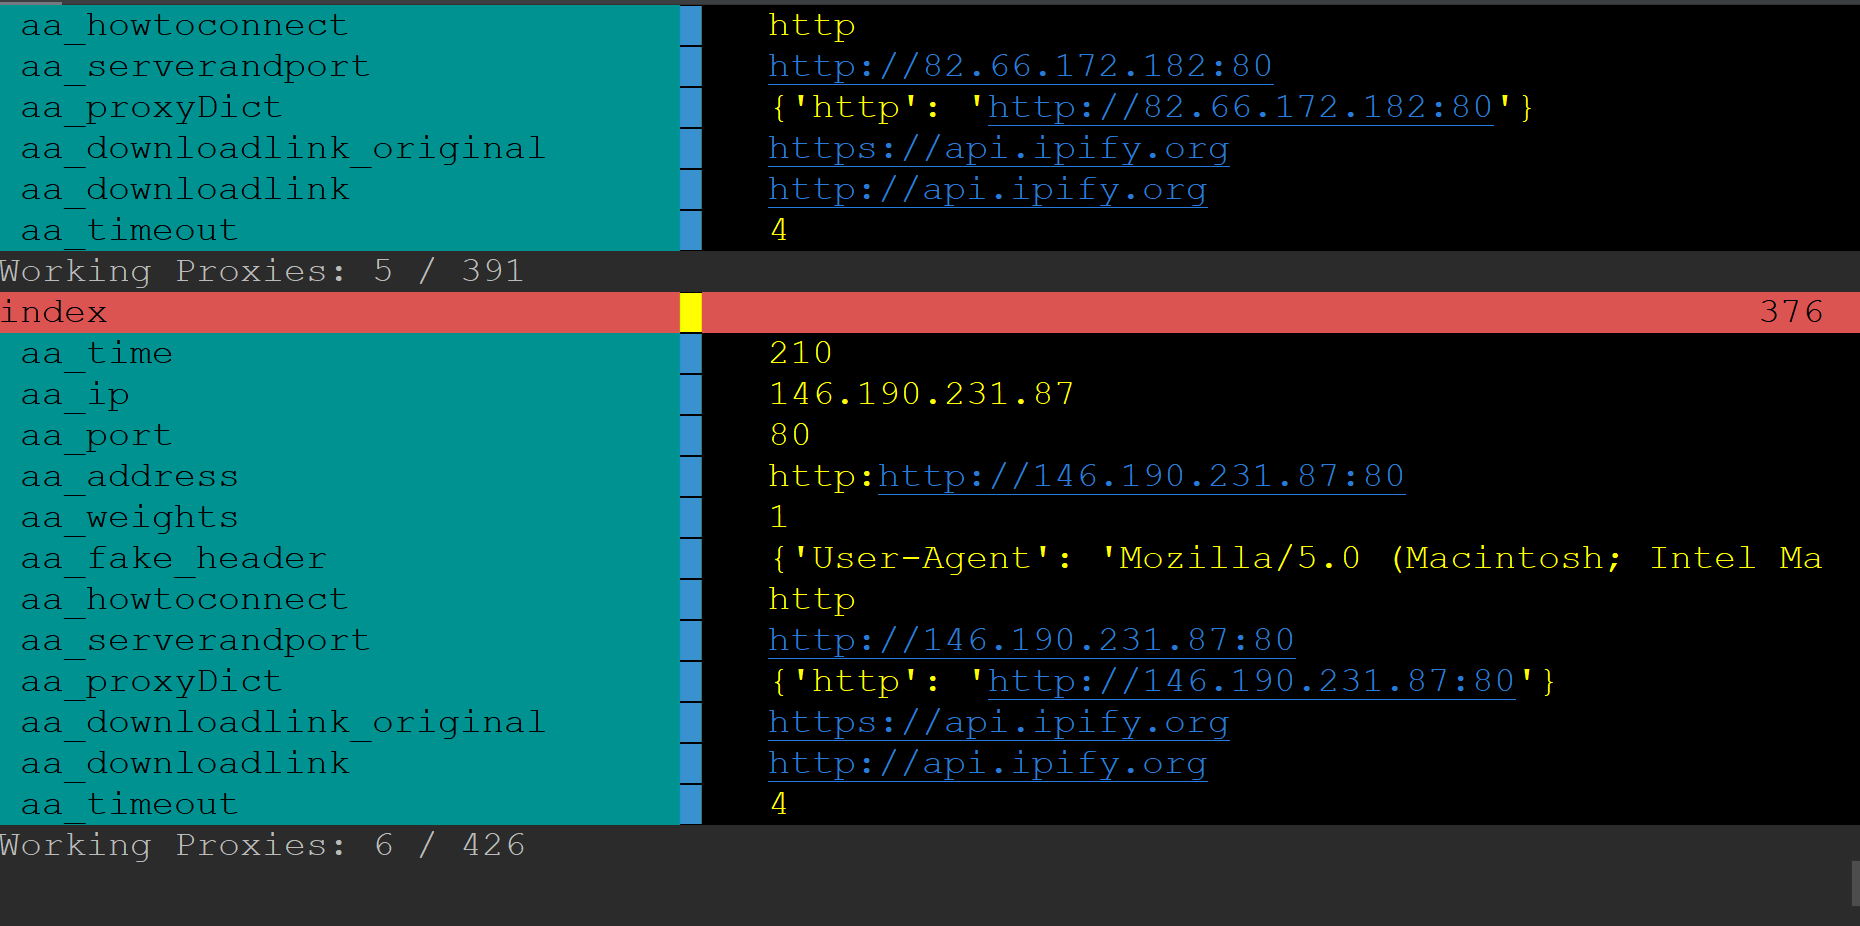 aa_howtoconnect http
aa_serverandport http://82.66.172.182:80
aa_proxyDict {'http': 'http://82.66.172.182:80'}
aa_downloadlink_original https://api.ipify.org
aa_downloadlink http://api.ipify.org
aa_timeout 4
Working Proxies: 5 / 391
index 376
aa_time 210
aa_ip 146.190.231.87
aa_port 80
aa_address http:http://146.190.231.87:80
aa_weights 1
aa_fake_header {'User-Agent': 'Mozilla/5.0 (Macintosh; Intel Ma
aa_howtoconnect http
aa_serverandport http://146.190.231.87:80
aa_proxyDict {'http': 'http://146.190.231.87:80'}
aa_downloadlink_original https://api.ipify.org
aa_downloadlink http://api.ipify.org
aa_timeout 4
Working Proxies: 6 / 426